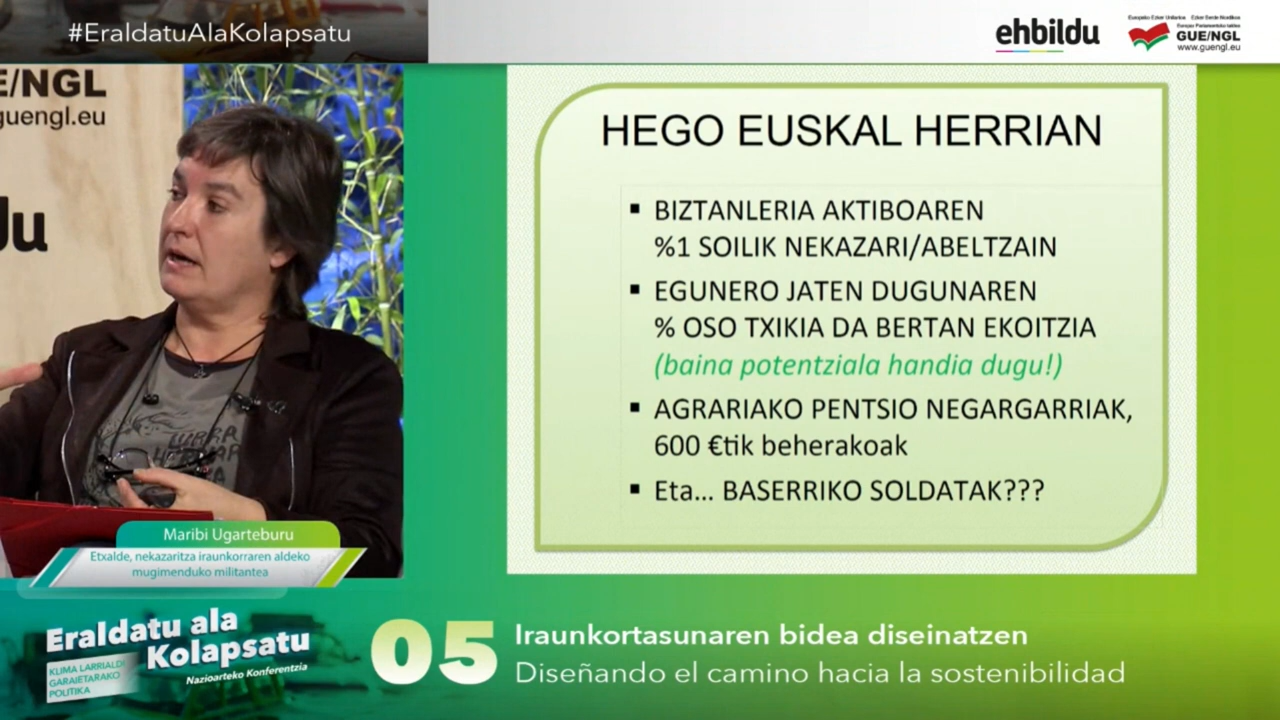 #EraldatuAlaKolapsatu
ehbildu
GUE/NGL
www.guengl.eu
E/NGL
guengl.eu
du
HEGO EUSKAL HERRIAN
▪ BIZTANLERIA AKTIBOAREN
%1 SOILIK NEKAZARI/ABELTZAIN
▪ EGUNERO JATEN DUGUNAREN
% OSO TXIKIA DA BERTAN EKOITZIA
(baina potentziala handia dugu!)
▪ AGRARIAKO PENTSIO NEGARGARRIAK,
600 €tik beherakoak
▪ Eta... BASERRIKO SOLDATAK???
Maribi Ugarteburu
Etxalde, nekazaritza iraunkorraren aldeko
mugimenduko militantea
Eraldatu ala
Kolapsatu
KLIMA LARRIALDI
GARAIETARAKO
POLITIKA
Nazioarteko Konferentzia
05
Iraunkortasunaren bidea diseinatzen
Diseñando el camino hacia la sostenibilidad